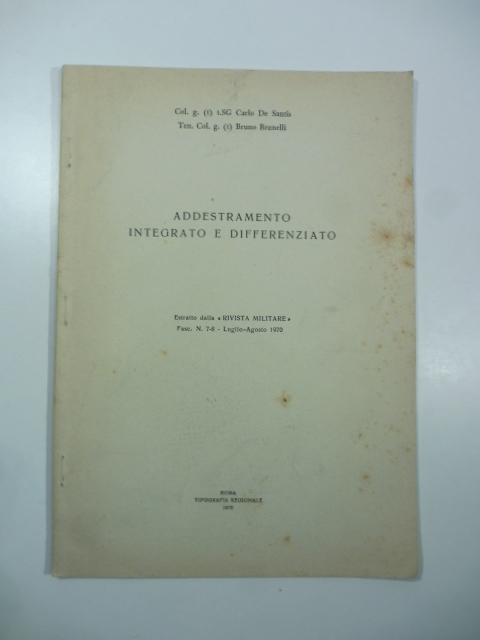 Col. g. (t) t.SG Carlo De Santis
Ten. Col. g. (t) Bruno Brunelli
ADDESTRAMENTO
INTEGRATO E DIFFERENZIATO
Estratto dalla « RIVISTA MILITARE »
Fasc. N. 7-8 - Luglio-Agosto 1970
ROMA
TIPOGRAFIA REGIONALE
1970